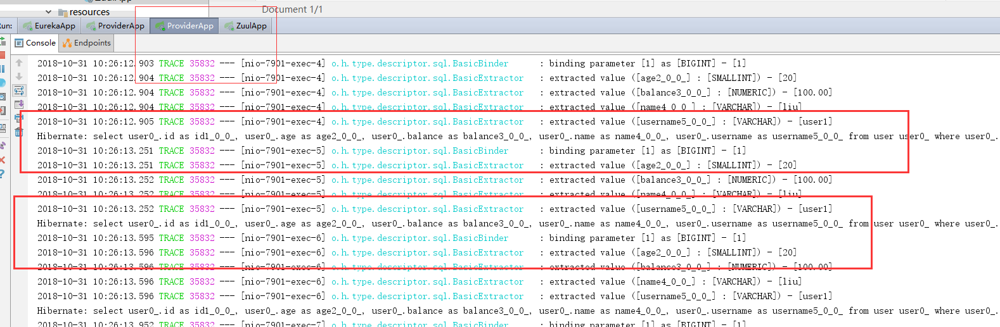 ZuulApp
resources
Document 1/1
Run:
EurekaApp ProviderApp ProviderApp ZuulApp
Console Endpoints
2018-10-31 10:26:12.903 TRACE 35832 --- [nio-7901-exec-4] o.h.type.descriptor.sql.BasicBinder : binding parameter [1] as [BIGINT] - [1]
2018-10-31 10:26:12.904 TRACE 35832 --- [nio-7901-exec-4] o.h.type.descriptor.sql.BasicExtractor : extracted value ([age2_0_0_] : [SMALLINT]) - [20]
2018-10-31 10:26:12.904 TRACE 35832 --- [nio-7901-exec-4] o.h.type.descriptor.sql.BasicExtractor : extracted value ([balance3_0_0_] : [NUMERIC]) - [100.00]
2018-10-31 10:26:12.904 TRACE 35832 --- [nio-7901-exec-4] o.h.type.descriptor.sql.BasicExtractor : extracted value ([name4_0_0_] : [VARCHAR]) - [liu]
2018-10-31 10:26:12.905 TRACE 35832 --- [nio-7901-exec-4] o.h.type.descriptor.sql.BasicExtractor : extracted value ([username5_0_0_] : [VARCHAR]) - [user1]
Hibernate: select user0_.id as id1_0_0_, user0_.age as age2_0_0_, user0_.balance as balance3_0_0_, user0_.name as name4_0_0_, user0_.username as username5_0_0_ from user user0_ where user0_.
2018-10-31 10:26:13.251 TRACE 35832 --- [nio-7901-exec-5] o.h.type.descriptor.sql.BasicBinder : binding parameter [1] as [BIGINT] - [1]
2018-10-31 10:26:13.251 TRACE 35832 --- [nio-7901-exec-5] o.h.type.descriptor.sql.BasicExtractor : extracted value ([age2_0_0_] : [SMALLINT]) - [20]
2018-10-31 10:26:13.252 TRACE 35832 --- [nio-7901-exec-5] o.h.type.descriptor.sql.BasicExtractor : extracted value ([balance3_0_0_] : [NUMERIC]) - [100.00]
2018-10-31 10:26:13.252 TRACE 35832 --- [nio-7901-exec-5] o.h.type.descriptor.sql.BasicExtractor : extracted value ([name4_0_0_] : [VARCHAR]) - [liu]
2018-10-31 10:26:13.252 TRACE 35832 --- [nio-7901-exec-5] o.h.type.descriptor.sql.BasicExtractor : extracted value ([username5_0_0_] : [VARCHAR]) - [user1]
Hibernate: select user0_.id as id1_0_0_, user0_.age as age2_0_0_, user0_.balance as balance3_0_0_, user0_.name as name4_0_0_, user0_.username as username5_0_0_ from user user0_ where user0_.
2018-10-31 10:26:13.595 TRACE 35832 --- [nio-7901-exec-6] o.h.type.descriptor.sql.BasicBinder : binding parameter [1] as [BIGINT] - [1]
2018-10-31 10:26:13.596 TRACE 35832 --- [nio-7901-exec-6] o.h.type.descriptor.sql.BasicExtractor : extracted value ([age2_0_0_] : [SMALLINT]) - [20]
2018-10-31 10:26:13.596 TRACE 35832 --- [nio-7901-exec-6] o.h.type.descriptor.sql.BasicExtractor : extracted value ([balance3_0_0_] : [NUMERIC]) - [100.00]
2018-10-31 10:26:13.596 TRACE 35832 --- [nio-7901-exec-6] o.h.type.descriptor.sql.BasicExtractor : extracted value ([name4_0_0_] : [VARCHAR]) - [liu]
2018-10-31 10:26:13.596 TRACE 35832 --- [nio-7901-exec-6] o.h.type.descriptor.sql.BasicExtractor : extracted value ([username5_0_0_] : [VARCHAR]) - [user1]
Hibernate: select user0_.id as id1_0_0_, user0_.age as age2_0_0_, user0_.balance as balance3_0_0_, user0_.name as name4_0_0_, user0_.username as username5_0_0_ from user user0_ where user0_.
2018-10-31 10:26:13.952 TRACE 35832 --- [nio-7901-exec-7] o.h.type.descriptor.sql.BasicBinder : binding parameter [1] as [BIGINT] - [1]